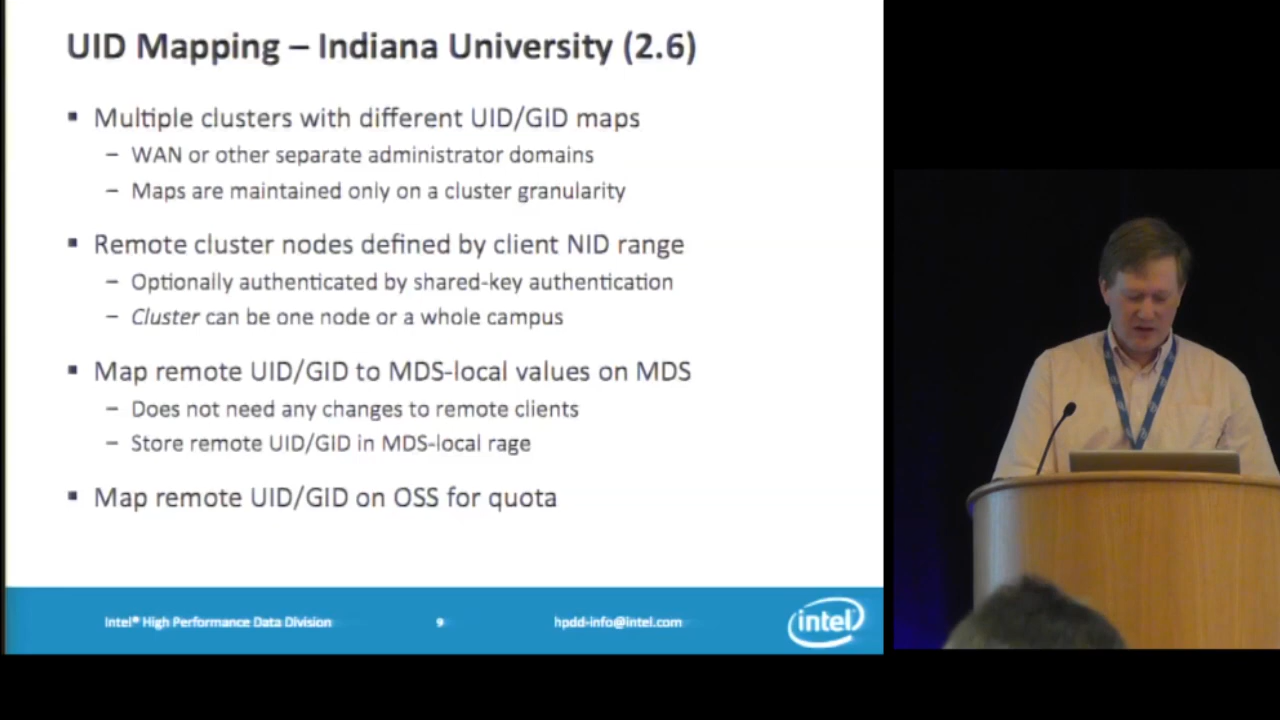 UID Mapping – Indiana University (2.6)
▪ Multiple clusters with different UID/GID maps
– WAN or other separate administrator domains
– Maps are maintained only on a cluster granularity
▪ Remote cluster nodes defined by client NID range
– Optionally authenticated by shared-key authentication
– Cluster can be one node or a whole campus
▪ Map remote UID/GID to MDS-local values on MDS
– Does not need any changes to remote clients
– Store remote UID/GID in MDS-local rage
▪ Map remote UID/GID on OSS for quota
Intel® High Performance Data Division
9
hpdd-info@intel.com
intel